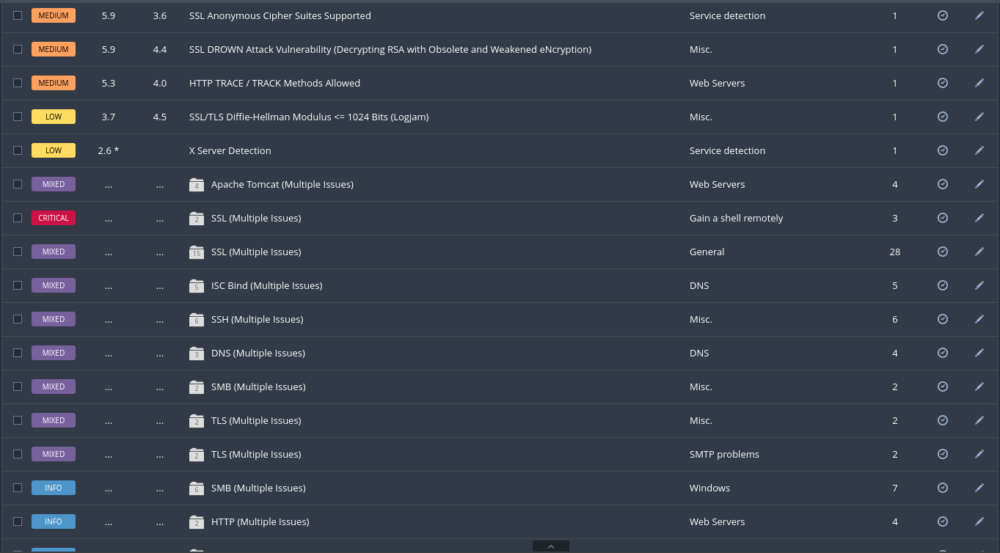 MEDIUM 5.9 3.6 SSL Anonymous Cipher Suites Supported Service detection 1
MEDIUM 5.9 4.4 SSL DROWN Attack Vulnerability (Decrypting RSA with Obsolete and Weakened eNcryption) Misc. 1
MEDIUM 5.3 4.0 HTTP TRACE / TRACK Methods Allowed Web Servers 1
LOW 3.7 4.5 SSL/TLS Diffie-Hellman Modulus <= 1024 Bits (Logjam) Misc. 1
LOW 2.6 * X Server Detection Service detection 1
MIXED ... ... 4 Apache Tomcat (Multiple Issues) Web Servers 4
CRITICAL ... ... 2 SSL (Multiple Issues) Gain a shell remotely 3
MIXED ... ... 15 SSL (Multiple Issues) General 28
MIXED ... ... 5 ISC Bind (Multiple Issues) DNS 5
MIXED ... ... 6 SSH (Multiple Issues) Misc. 6
MIXED ... ... 3 DNS (Multiple Issues) DNS 4
MIXED ... ... 2 SMB (Multiple Issues) Misc. 2
MIXED ... ... 2 TLS (Multiple Issues) Misc. 2
MIXED ... ... 2 TLS (Multiple Issues) SMTP problems 2
INFO ... ... 6 SMB (Multiple Issues) Windows 7
INFO ... ... 2 HTTP (Multiple Issues) Web Servers 4